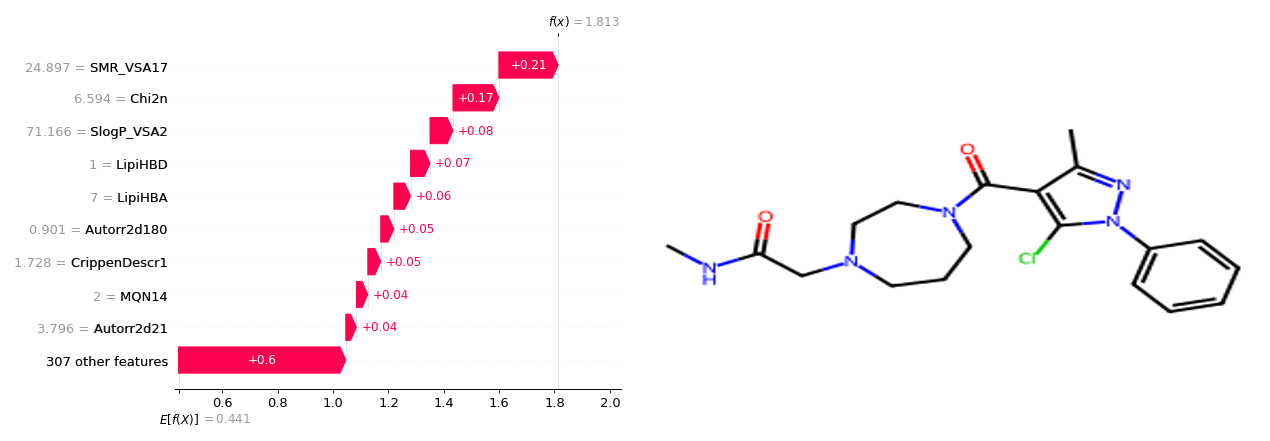 f(x) = 1.813
24.897 = SMR_VSA17
+0.21
6.594 = Chi2n
+0.17
71.166 = SlogP_VSA2
+0.08
1 = LipiHBD
+0.07
7 = LipiHBA
+0.06
0.901 = Autorr2d180
+0.05
1.728 = CrippenDescr1
+0.05
2 = MQN14
+0.04
3.796 = Autorr2d21
+0.04
307 other features
+0.6
0.6 0.8 1.0 1.2 1.4 1.6 1.8 2.0
E[f(X)] = 0.441
O
N
N
N
O
Cl
N
N
H